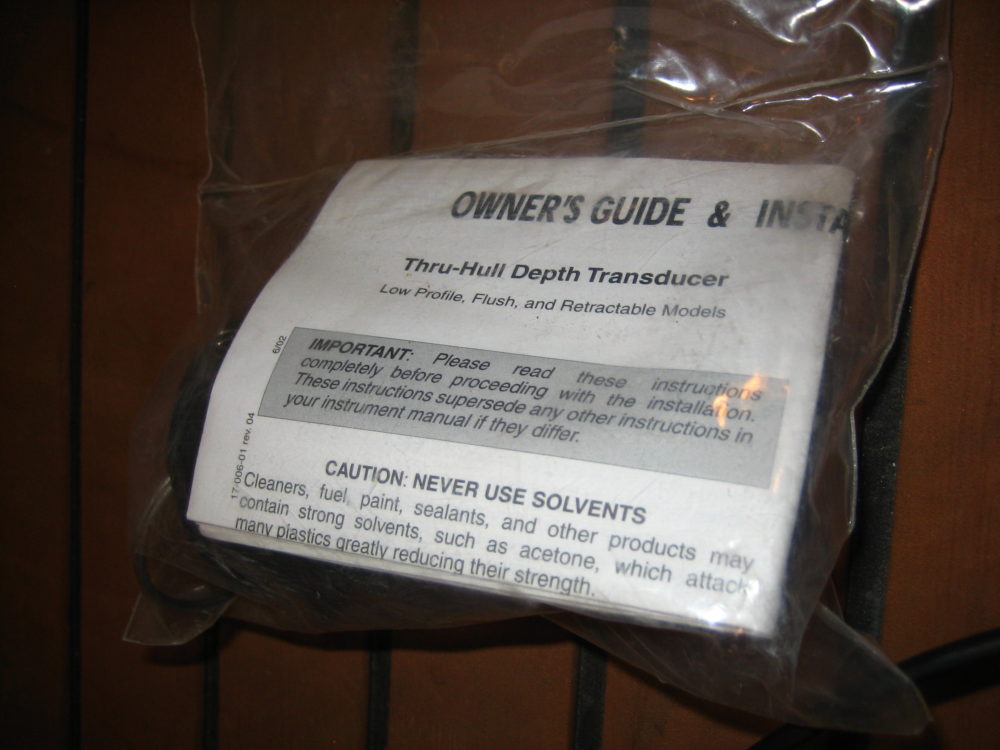 OWNER'S GUIDE & INSTA
Thru-Hull Depth Transducer
Low Profile, Flush, and Retractable Models
6/02
IMPORTANT: Please read these instructions
completely before proceeding with the installation.
These instructions supersede any other instructions in
your instrument manual if they differ.
17-006-01 rev. 04
CAUTION: NEVER USE SOLVENTS
Cleaners, fuel, paint, sealants, and other products may
contain strong solvents, such as acetone, which attack
many plastics greatly reducing their strength.